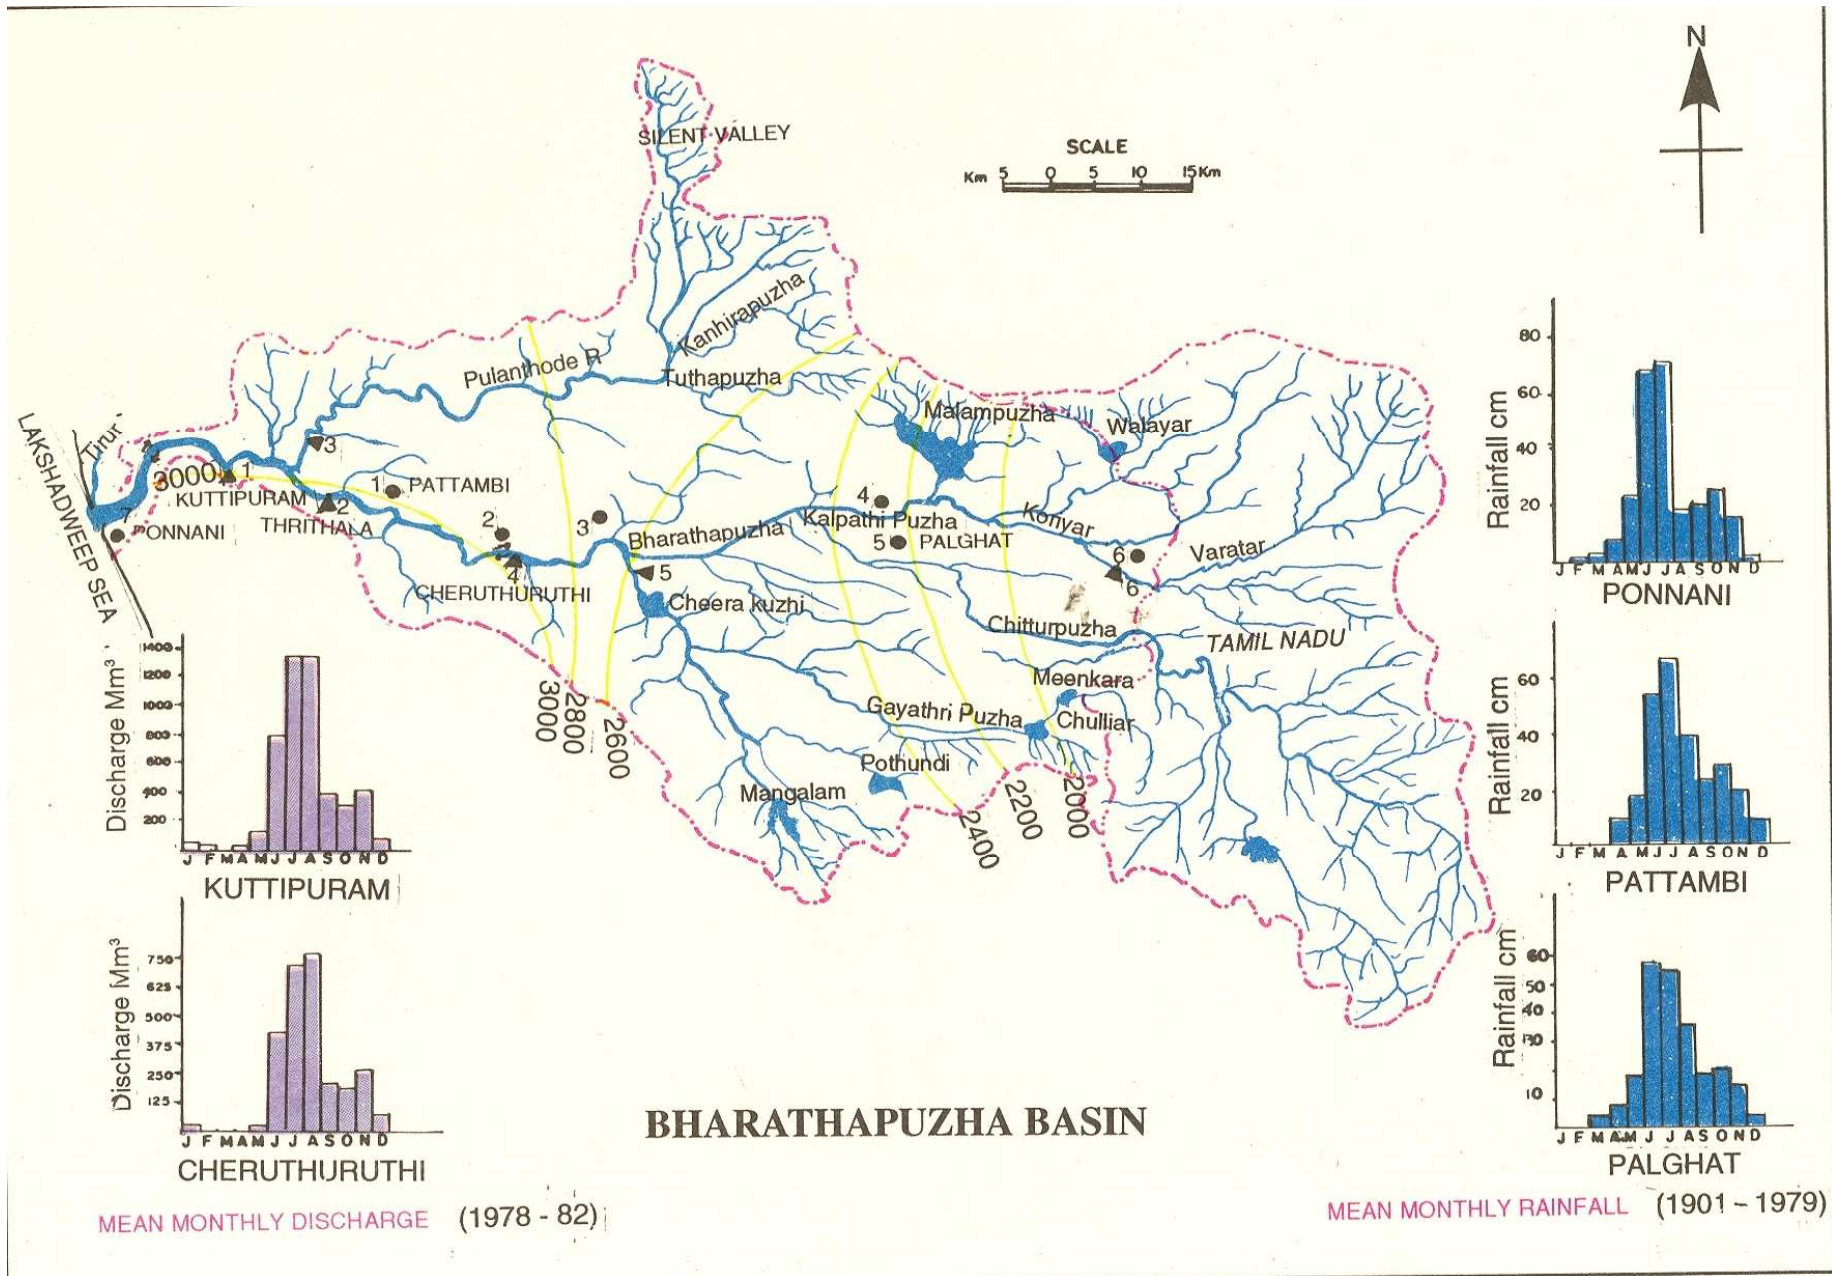 N
SILENT VALLEY
SCALE
Km 5 0 5 10 15 Km
Kanhirapuzha
Pulanthode R
Tuthapuzha
Malampuzha
Walayar
LAKSHADWEEP SEA
Tirur
3000
1
3
KUTTIPURAM
1
PATTAMBI
2
THRITHALA
7
PONNANI
2
3
4
Kalpathi Puzha
Koriyar
Bharathapuzha
5
PALGHAT
6
Varatar
4
5
6
CHERUTHURUTHI
Cheera kuzhi
Chitturpuzha
TAMIL NADU
Meenkara
Gayathri Puzha
Chulliar
Pothundi
Mangalam
3000
2800
2600
2400
2200
2000
Discharge Mm³
1400
1200
1000
800
600
400
200
J F M A M J J A S O N D
KUTTIPURAM
Discharge Mm³
750
625
500
375
250
125
J F M A M J J A S O N D
CHERUTHURUTHI
MEAN MONTHLY DISCHARGE (1978 - 82)
BHARATHAPUZHA BASIN
Rainfall cm
80
60
40
20
J F M A M J J A S O N D
PONNANI
Rainfall cm
60
40
20
J F M A M J J A S O N D
PATTAMBI
Rainfall cm
60
50
40
30
10
J F M A M J J A S O N D
PALGHAT
MEAN MONTHLY RAINFALL (1901 - 1979)